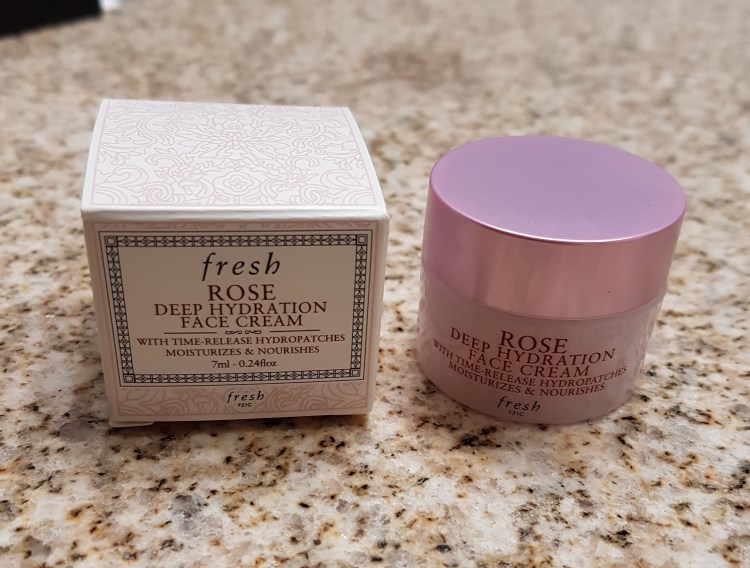 fresh
ROSE
DEEP HYDRATION
FACE CREAM
WITH TIME-RELEASE HYDROPATCHES
MOISTURIZES & NOURISHES
7ml - 0.24floz
fresh
ROSE
DEEP HYDRATION
FACE CREAM
WITH TIME-RELEASE HYDROPATCHES
MOISTURIZES & NOURISHES
fresh